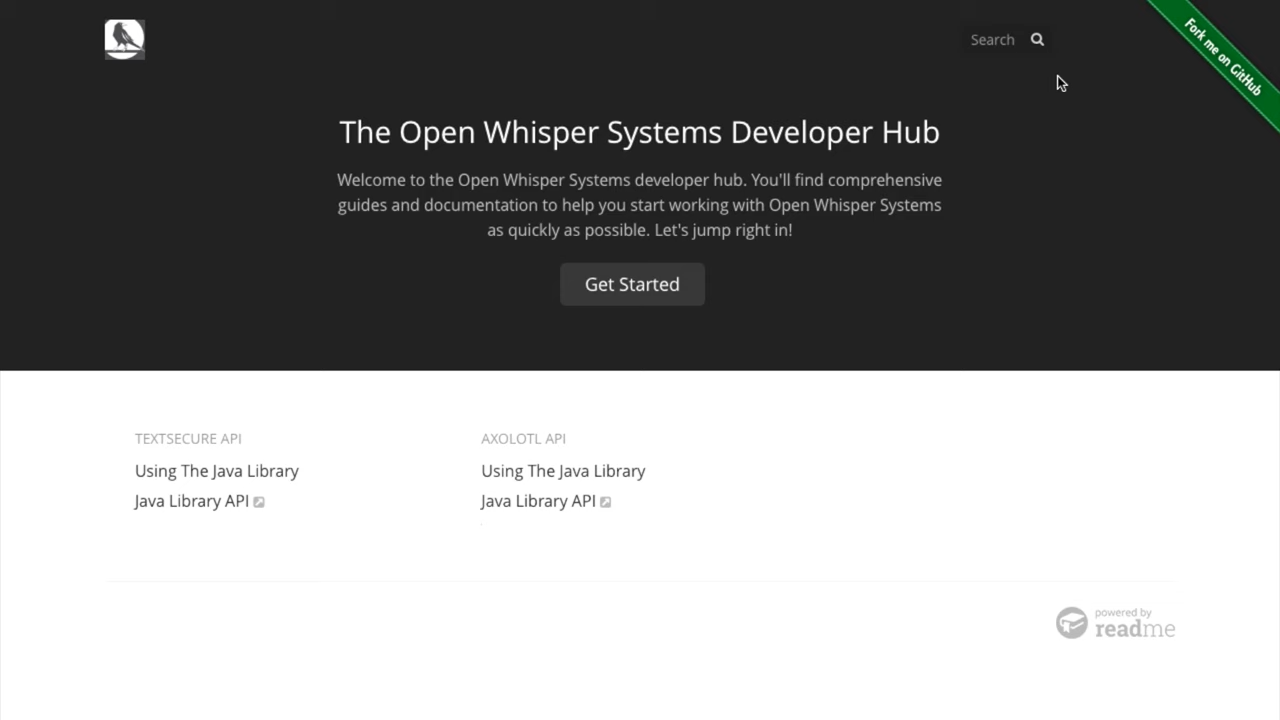 Search
Fork me on GitHub
The Open Whisper Systems Developer Hub
Welcome to the Open Whisper Systems developer hub. You'll find comprehensive
guides and documentation to help you start working with Open Whisper Systems
as quickly as possible. Let's jump right in!
Get Started
TEXTSECURE API
Using The Java Library
Java Library API
AXOLOTL API
Using The Java Library
Java Library API
powered by
readme